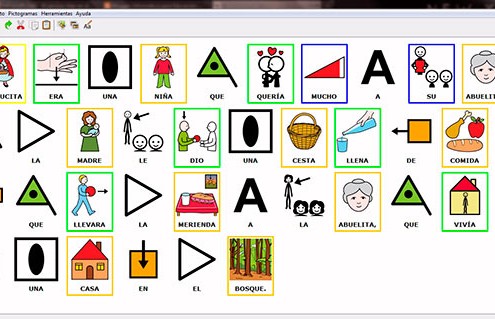 to Pictogramas Herramientas Ayuda
UCITA ERA UNA NIÑA QUE QUERÍA MUCHO A SU ABUELI
LA MADRE LE DIO UNA CESTA LLENA DE COMIDA
QUE LLEVARA LA MERIENDA A LA ABUELITA, QUE VIVÍA
UNA CASA EN EL BOSQUE.